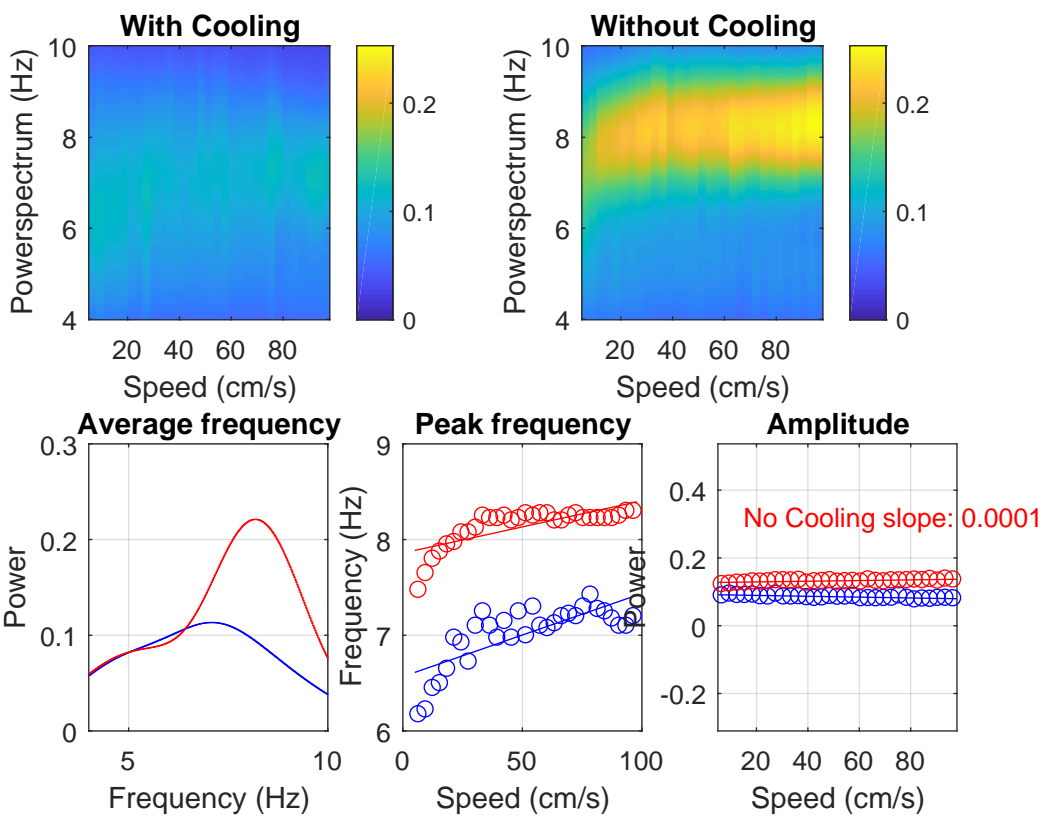 With Cooling
Without Cooling
Powerspectrum (Hz)
10
8
6
4
20 40 60 80
Speed (cm/s)
0.2
0.1
0
Powerspectrum (Hz)
10
8
6
4
20 40 60 80
Speed (cm/s)
0.2
0.1
0
Average frequency
Power
0.3
0.2
0.1
0
5 10
Frequency (Hz)
Peak frequency
Frequency (Hz)
9
8
7
6
0 50 100
Speed (cm/s)
Amplitude
Power
0.4
0.2
0
-0.2
No Cooling slope: 0.0001
20 40 60 80
Speed (cm/s)